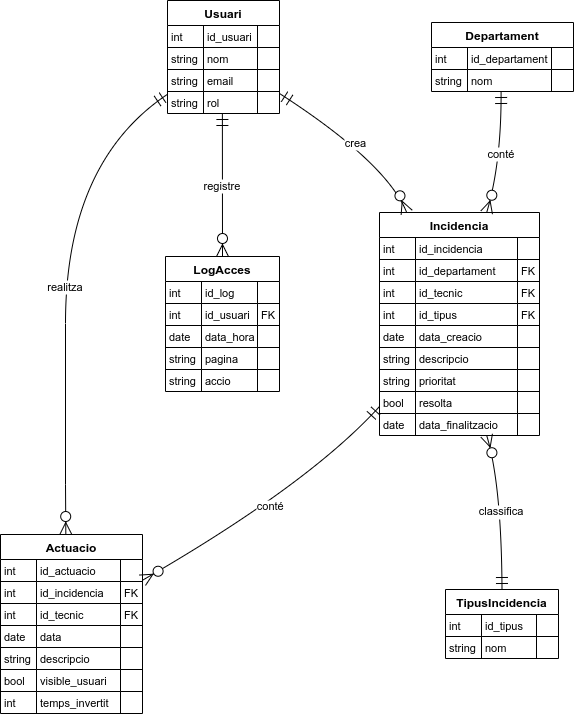 Usuari
int id_usuari
string nom
string email
string rol
Departament
int id_departament
string nom
crea
conté
registre
realitza
Incidencia
int id_incidencia
int id_departament FK
int id_tecnic FK
int id_tipus FK
date data_creacio
string descripcio
string prioritat
bool resolta
date data_finalitzacio
LogAcces
int id_log
int id_usuari FK
date data_hora
string pagina
string accio
conté
classifica
Actuacio
int id_actuacio
int id_incidencia FK
int id_tecnic FK
date data
string descripcio
bool visible_usuari
int temps_invertit
TipusIncidencia
int id_tipus
string nom